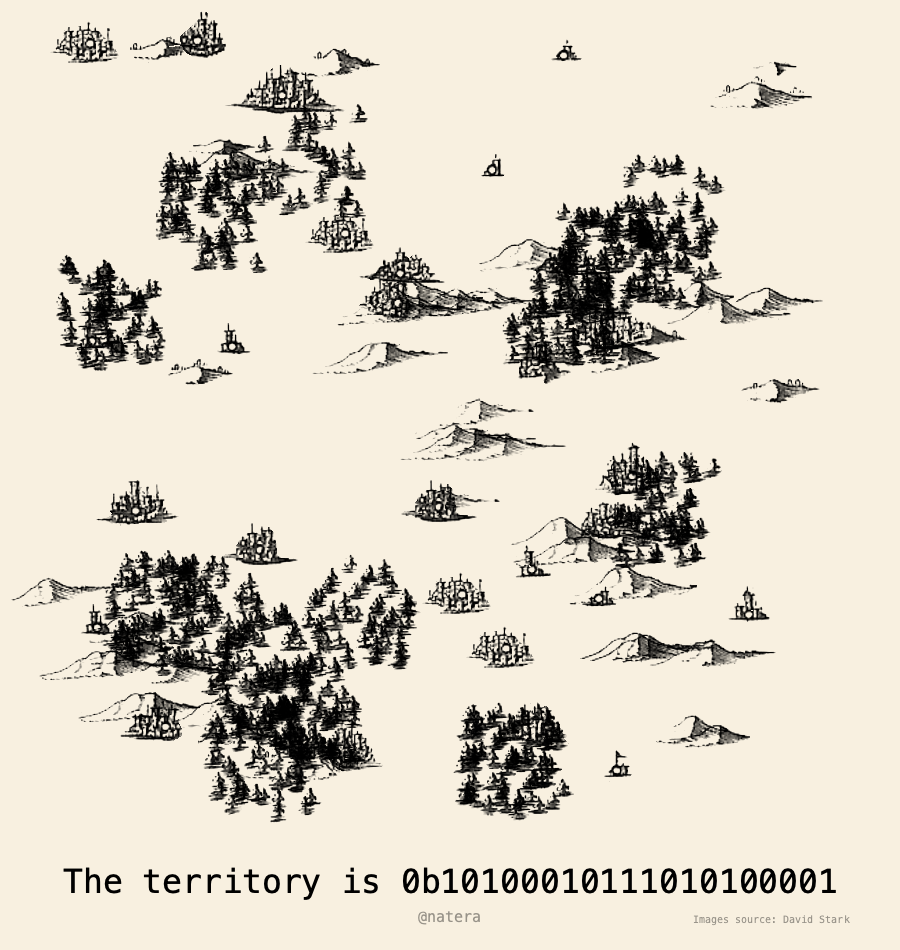 The territory is 0b10100010111010100001
@natera
Images source: David Stark